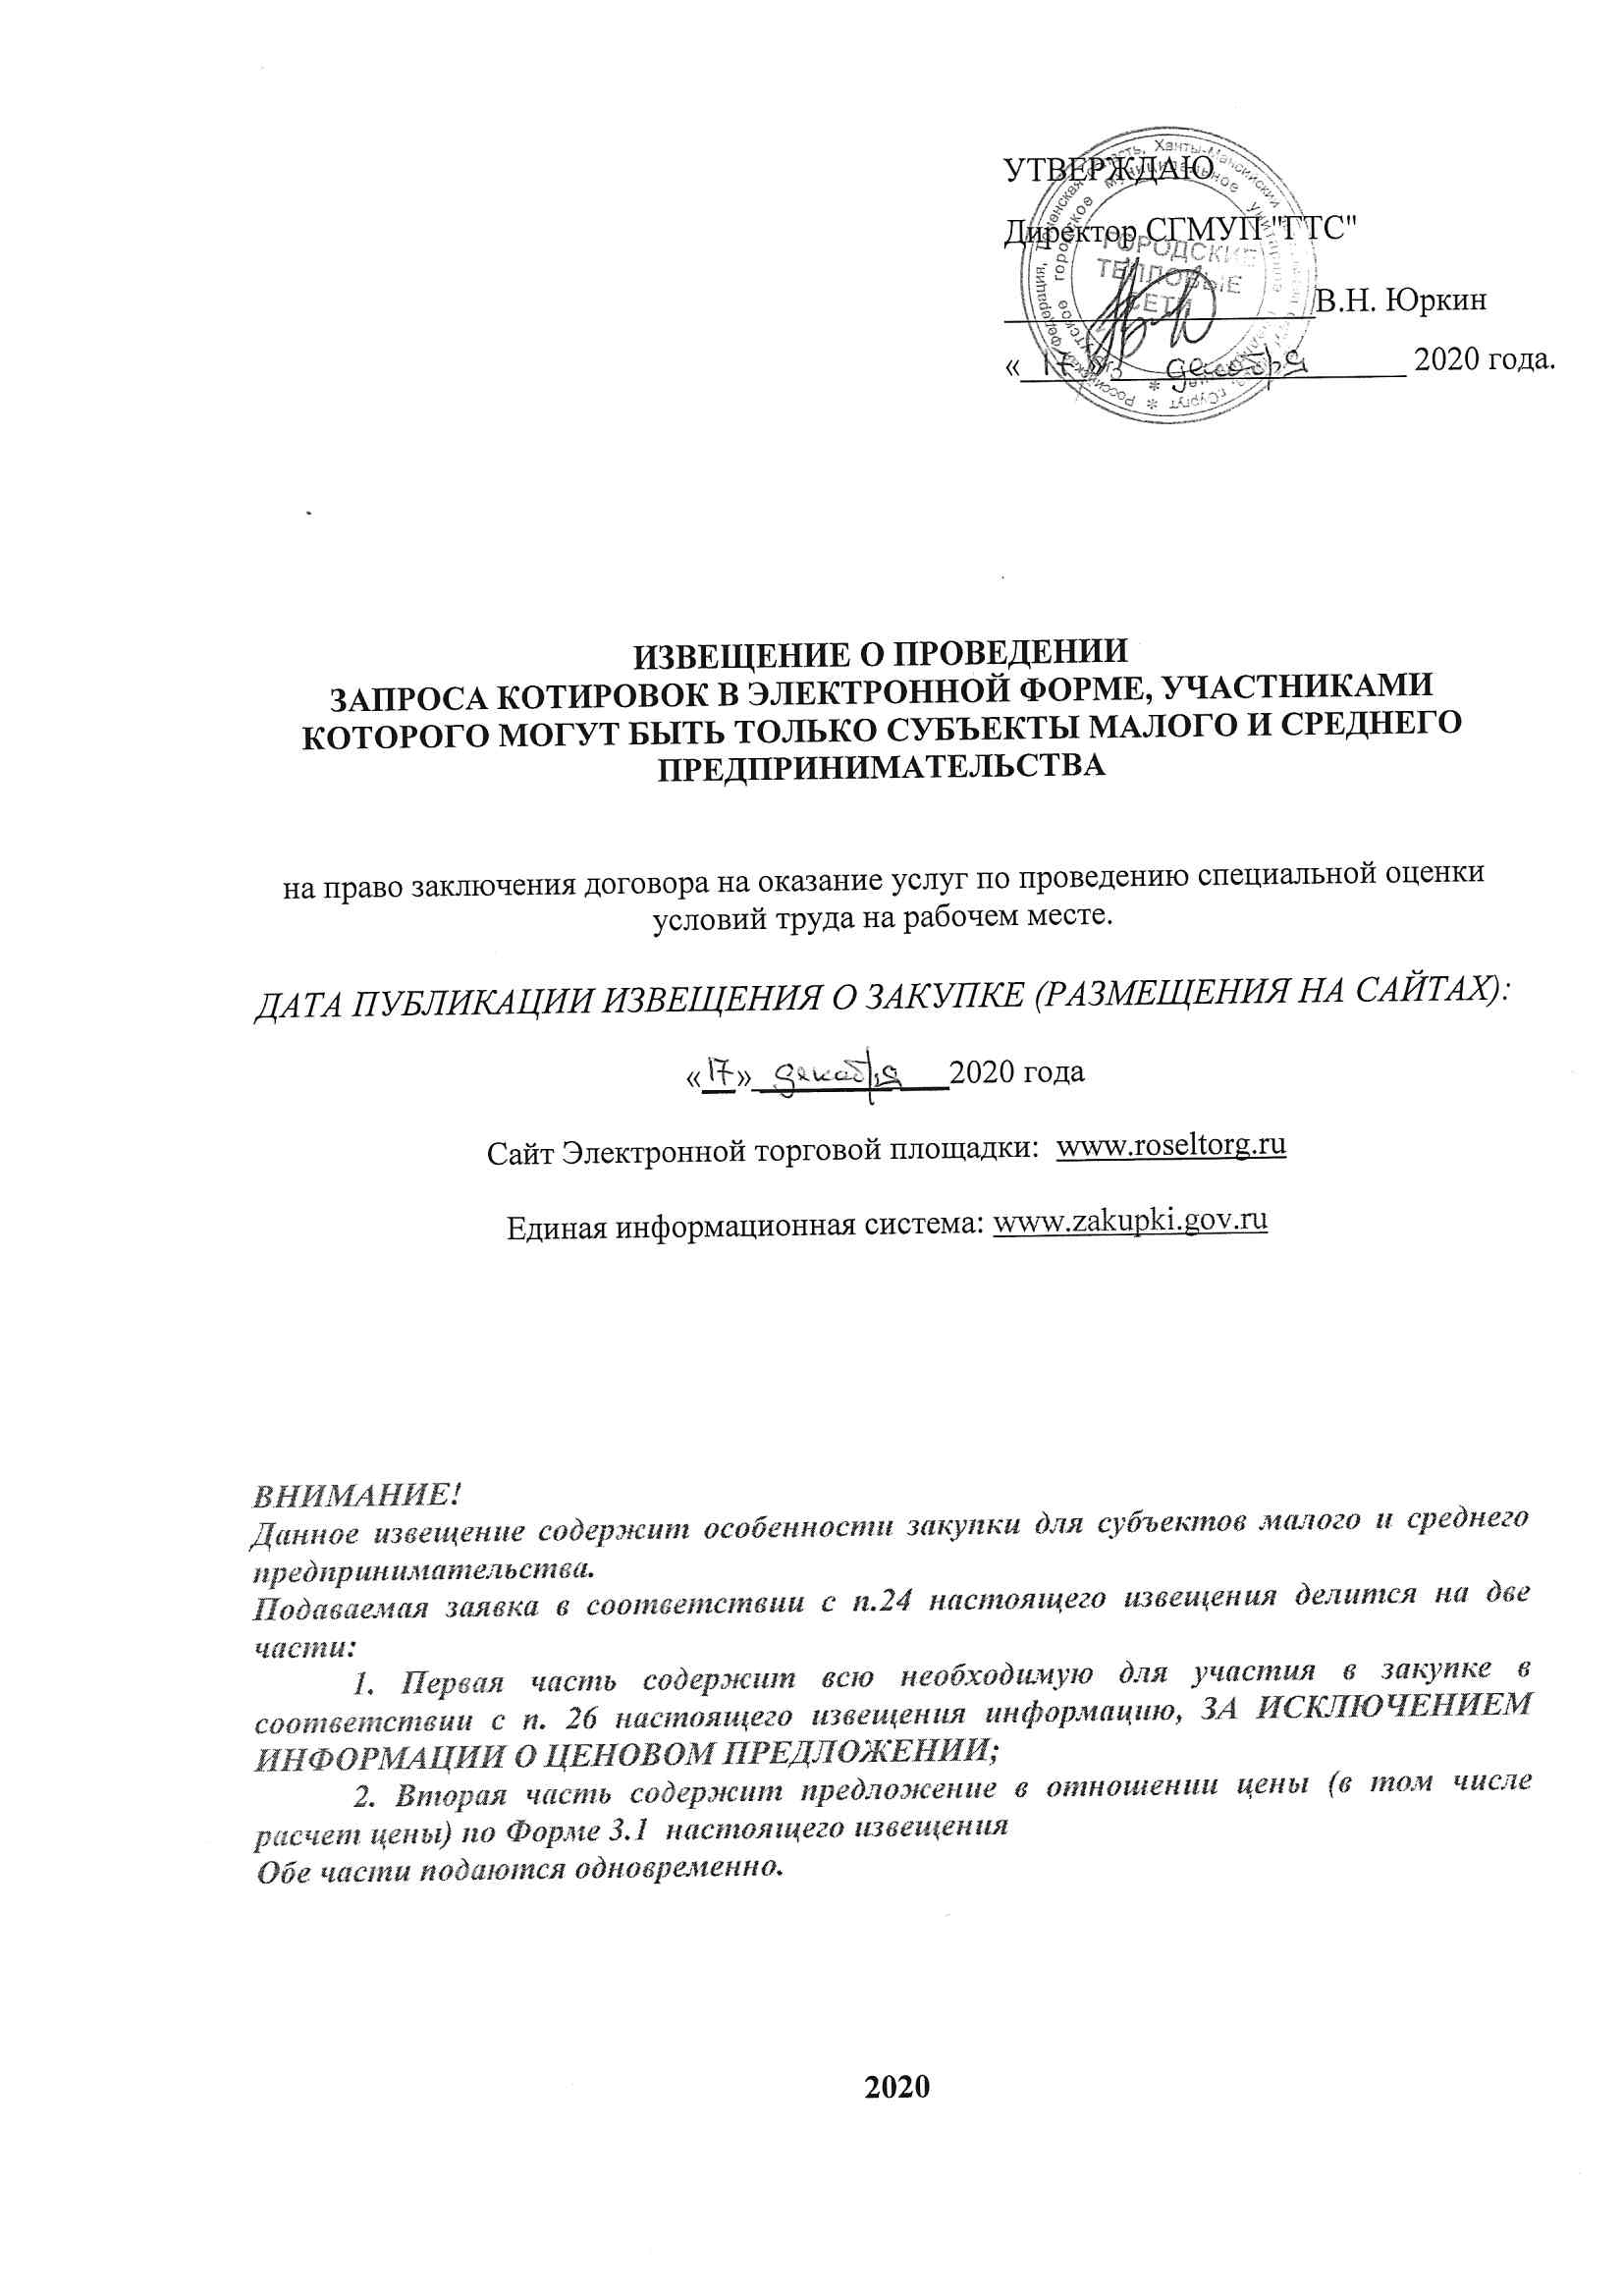 УТВЕРЖДАЮ
Директор СГМУП "ГТС"
ГОРОДСКИЕ
ТЕПЛОВЫЕ
СЕТИ
В.Н. Юркин
«17» декабря 2020 года.
ИЗВЕЩЕНИЕ О ПРОВЕДЕНИИ
ЗАПРОСА КОТИРОВОК В ЭЛЕКТРОННОЙ ФОРМЕ, УЧАСТНИКАМИ
КОТОРОГО МОГУТ БЫТЬ ТОЛЬКО СУБЪЕКТЫ МАЛОГО И СРЕДНЕГО
ПРЕДПРИНИМАТЕЛЬСТВА
на право заключения договора на оказание услуг по проведению специальной оценки
условий труда на рабочем месте.
ДАТА ПУБЛИКАЦИИ ИЗВЕЩЕНИЯ О ЗАКУПКЕ (РАЗМЕЩЕНИЯ НА САЙТАХ):
«17» декабря 2020 года
Сайт Электронной торговой площадки: www.roseltorg.ru
Единая информационная система: www.zakupki.gov.ru
ВНИМАНИЕ!
Данное извещение содержит особенности закупки для субъектов малого и среднего
предпринимательства.
Подаваемая заявка в соответствии с п.24 настоящего извещения делится на две
части:
1. Первая часть содержит всю необходимую для участия в закупке в
соответствии с п. 26 настоящего извещения информацию, ЗА ИСКЛЮЧЕНИЕМ
ИНФОРМАЦИИ О ЦЕНОВОМ ПРЕДЛОЖЕНИИ;
2. Вторая часть содержит предложение в отношении цены (в том числе
расчет цены) по Форме 3.1 настоящего извещения
Обе части подаются одновременно.
2020